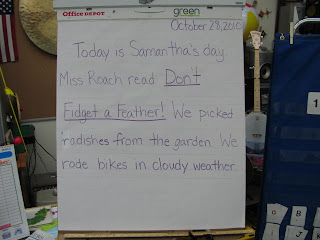 Office DEPOT
green
October 28, 2010
Today is Samantha's day.
Miss Roach read Don't
Fidget a Feather! We picked
radishes from the garden. We
rode bikes in cloudy weather.